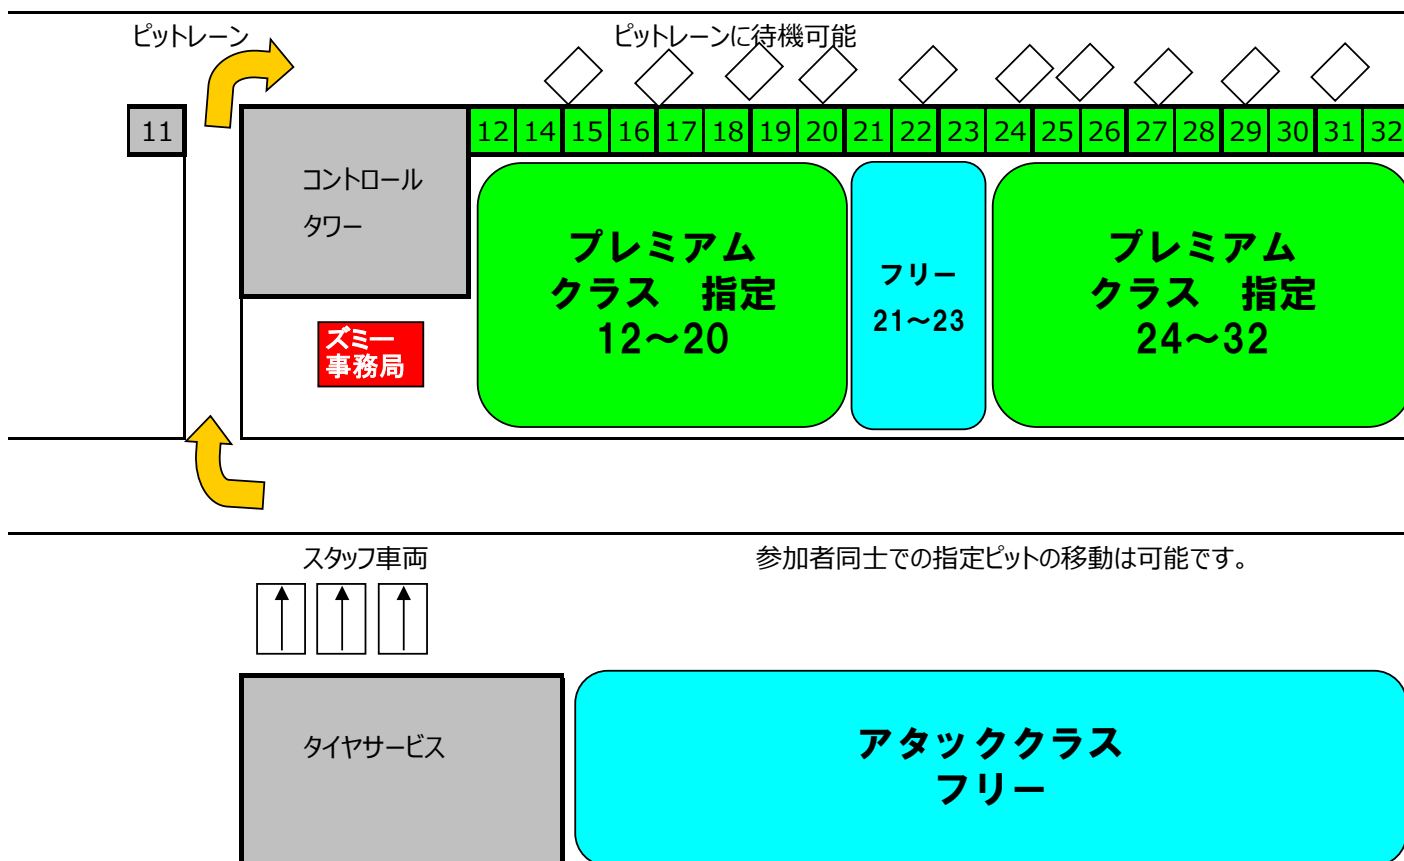 ピットレーン
ピットレーンに待機可能
11
12 14 15 16 17 18 19 20 21 22 23 24 25 26 27 28 29 30 31 32
コントロール
タワー
プレミアム
クラス 指定
12～20
フリー
21～23
プレミアム
クラス 指定
24～32
ズミー
事務局
スタッフ車両
参加者同士での指定ピットの移動は可能です。
タイヤサービス
アタッククラス
フリー